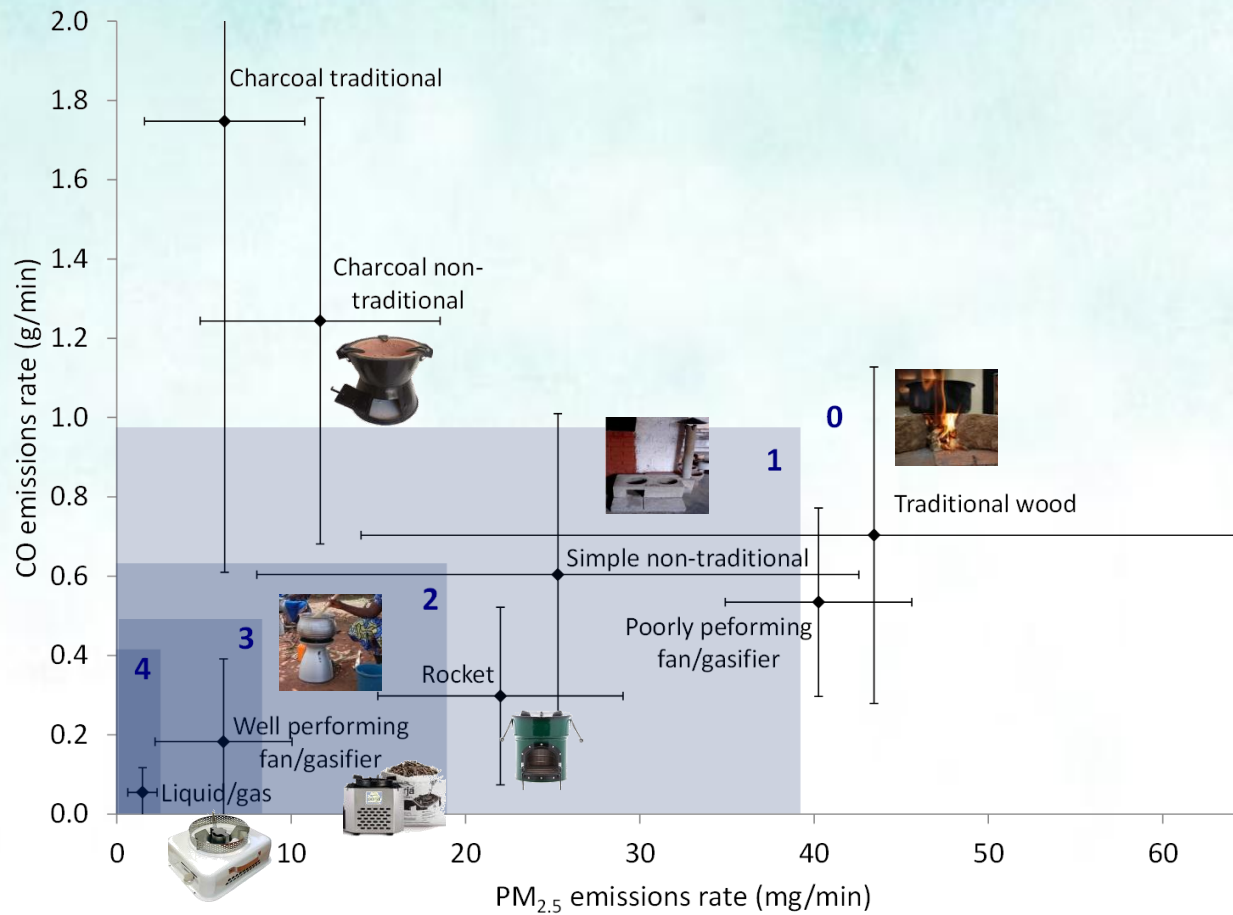 2.0
1.8
1.6
1.4
1.2
1.0
0.8
0.6
0.4
0.2
0.0
CO emissions rate (g/min)
Charcoal traditional
Charcoal non-
traditional
0
1
Traditional wood
Simple non-traditional
2
Poorly peforming
fan/gasifier
3
4
Rocket
Well performing
fan/gasifier
Liquid/gas
0
10
20
30
40
50
60
PM2.5 emissions rate (mg/min)